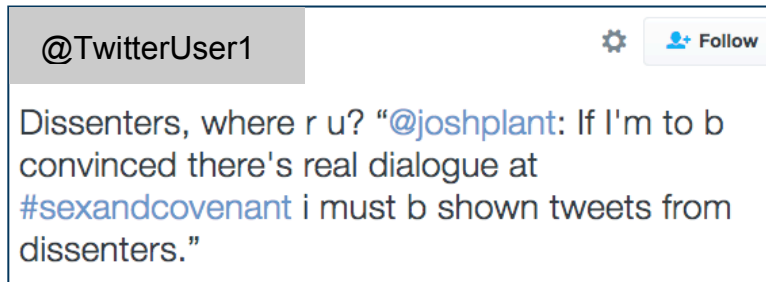 @TwitterUser1
Follow
Dissenters, where r u? “@joshplant: If I'm to b
convinced there's real dialogue at
#sexandcovenant i must b shown tweets from
dissenters.”